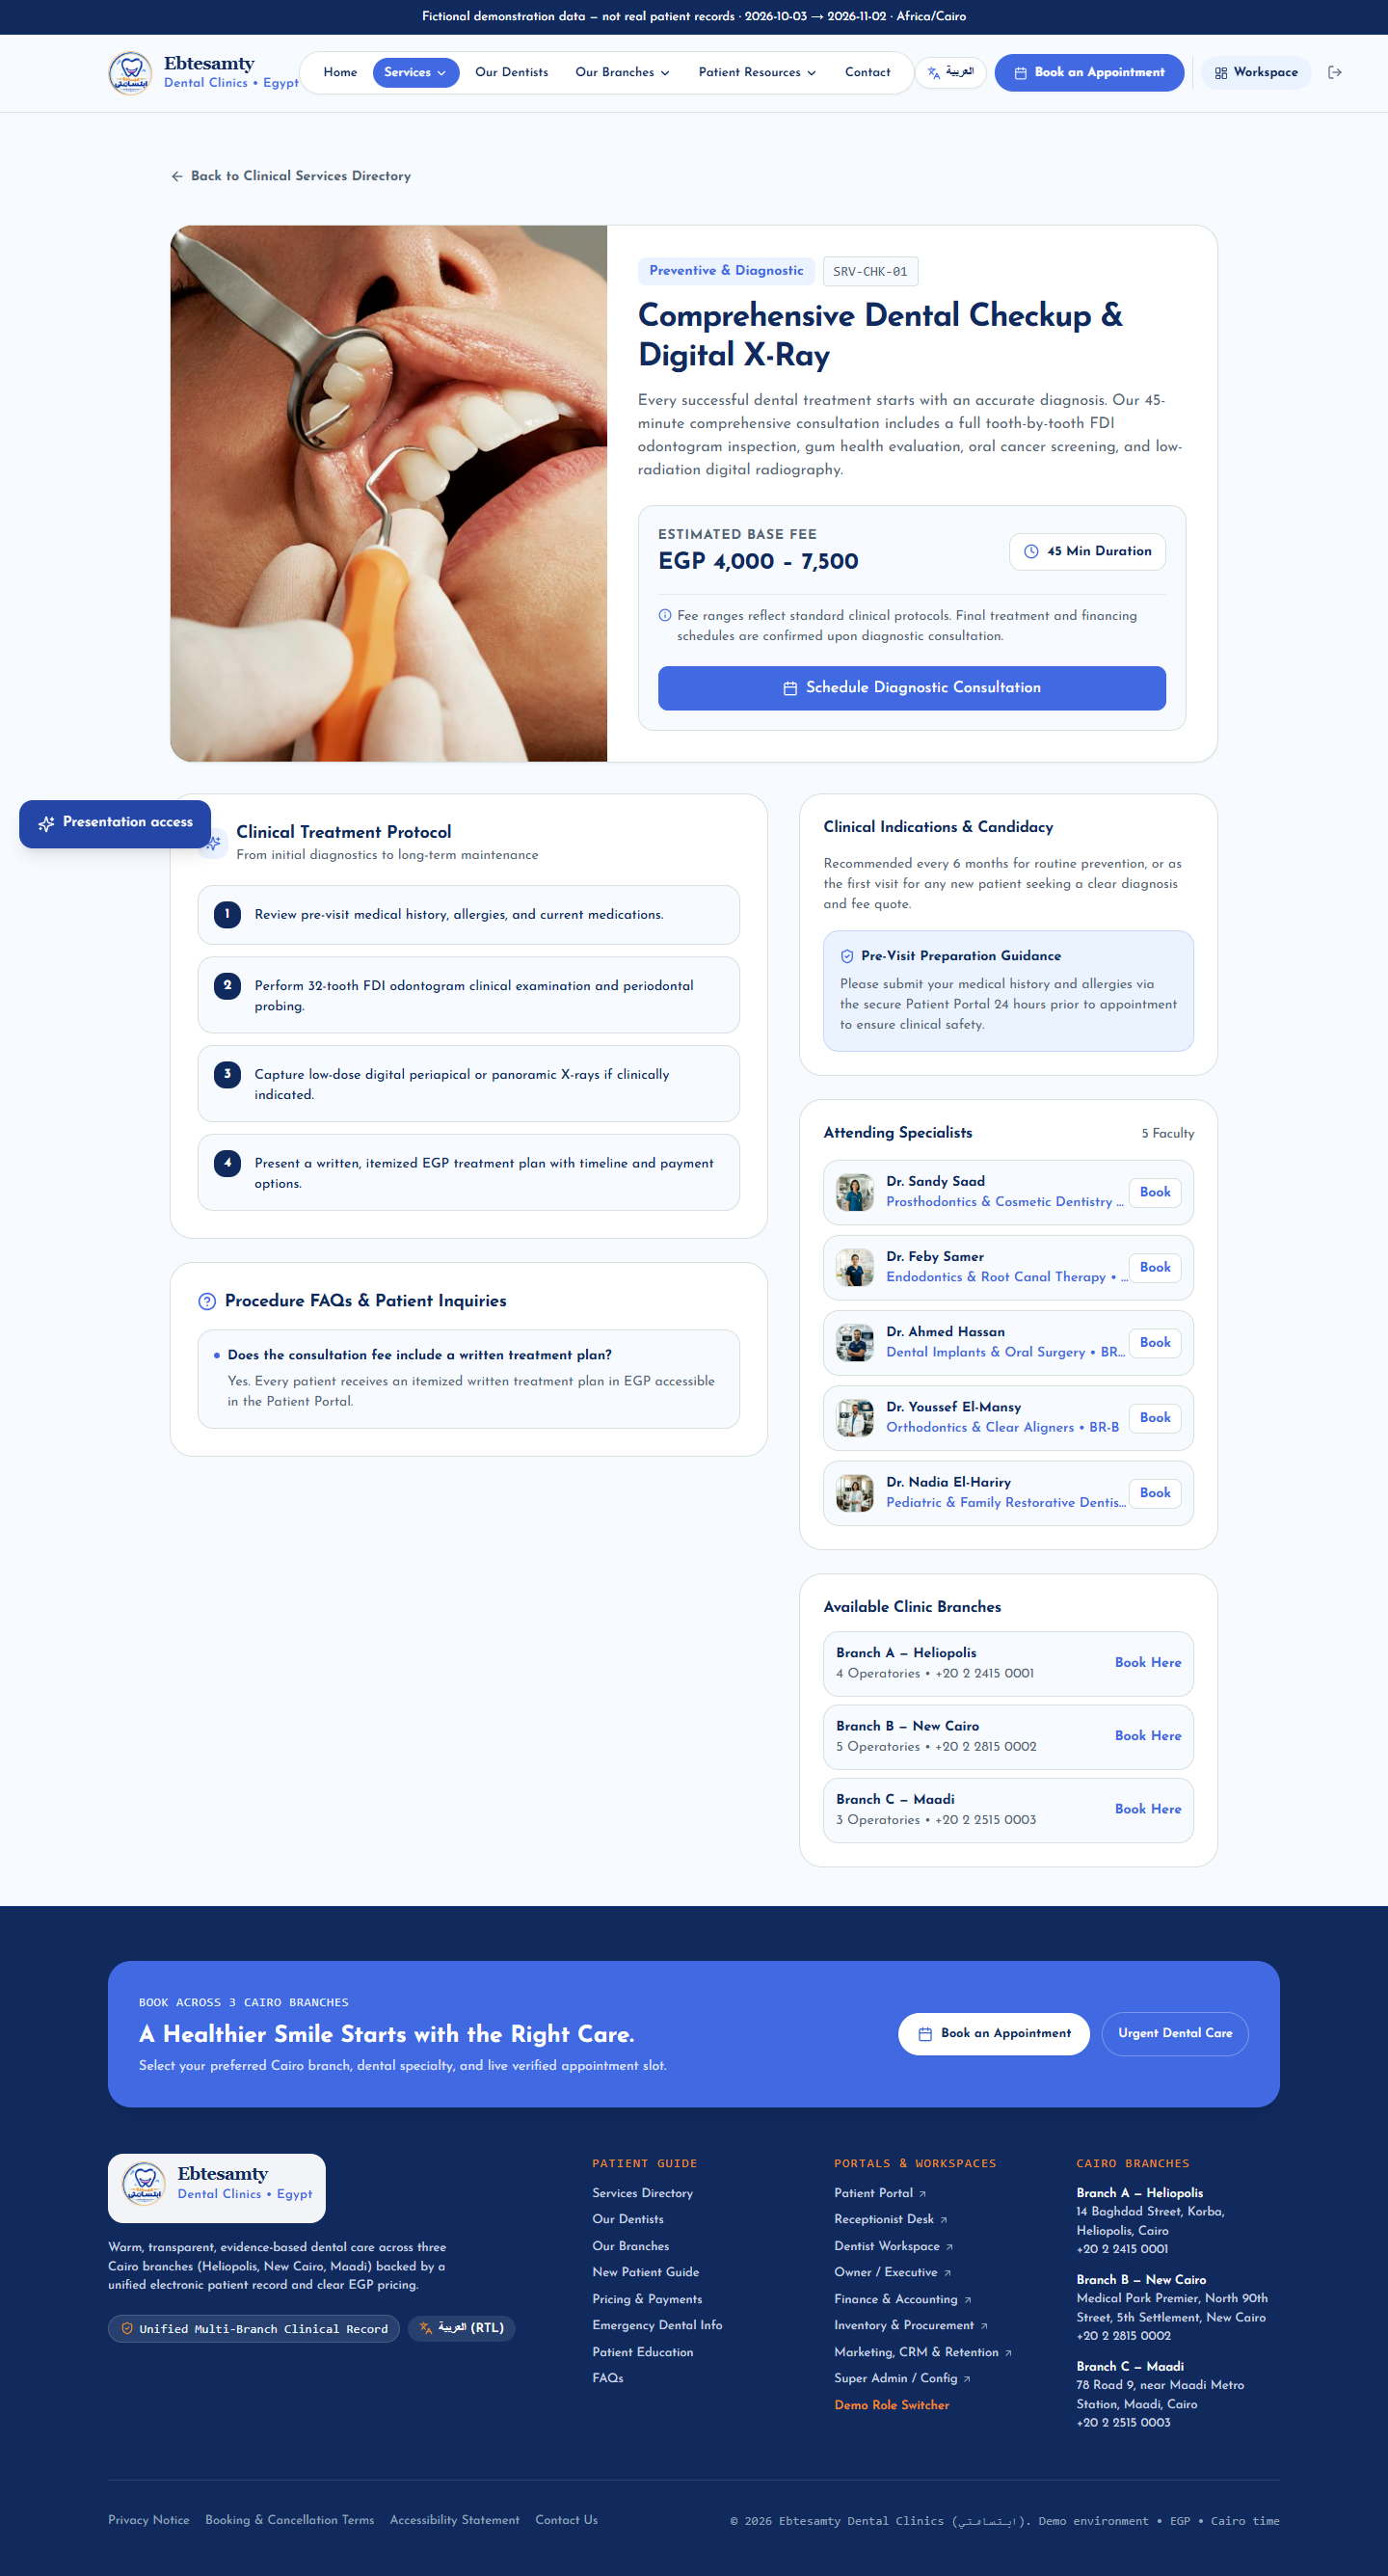 Fictional demonstration data — not real patient records · 2026-10-03 → 2026-11-02 · Africa/Cairo
Ebtesamty
Dental Clinics • Egypt
Home
Services
Our Dentists
Our Branches
Patient Resources
Contact
العربية
Book an Appointment
Workspace
Back to Clinical Services Directory
Preventive & Diagnostic
SRV-CHK-01
Comprehensive Dental Checkup &
Digital X-Ray
Every successful dental treatment starts with an accurate diagnosis. Our 45-
minute comprehensive consultation includes a full tooth-by-tooth FDI
odontogram inspection, gum health evaluation, oral cancer screening, and low-
radiation digital radiography.
ESTIMATED BASE FEE
EGP 4,000 – 7,500
45 Min Duration
Fee ranges reflect standard clinical protocols. Final treatment and financing
schedules are confirmed upon diagnostic consultation.
Schedule Diagnostic Consultation
Presentation access
Clinical Treatment Protocol
From initial diagnostics to long-term maintenance
1
Review pre-visit medical history, allergies, and current medications.
2
Perform 32-tooth FDI odontogram clinical examination and periodontal
probing.
3
Capture low-dose digital periapical or panoramic X-rays if clinically
indicated.
4
Present a written, itemized EGP treatment plan with timeline and payment
options.
Procedure FAQs & Patient Inquiries
Does the consultation fee include a written treatment plan?
Yes. Every patient receives an itemized written treatment plan in EGP accessible
in the Patient Portal.
Clinical Indications & Candidacy
Recommended every 6 months for routine prevention, or as
the first visit for any new patient seeking a clear diagnosis
and fee quote.
Pre-Visit Preparation Guidance
Please submit your medical history and allergies via
the secure Patient Portal 24 hours prior to appointment
to ensure clinical safety.
Attending Specialists
5 Faculty
Dr. Sandy Saad
Prosthodontics & Cosmetic Dentistry ...
Book
Dr. Feby Samer
Endodontics & Root Canal Therapy • ...
Book
Dr. Ahmed Hassan
Dental Implants & Oral Surgery • BR...
Book
Dr. Youssef El-Mansy
Orthodontics & Clear Aligners • BR-B
Book
Dr. Nadia El-Hariry
Pediatric & Family Restorative Dentis...
Book
Available Clinic Branches
Branch A — Heliopolis
4 Operatories • +20 2 2415 0001
Book Here
Branch B — New Cairo
5 Operatories • +20 2 2815 0002
Book Here
Branch C — Maadi
3 Operatories • +20 2 2515 0003
Book Here
BOOK ACROSS 3 CAIRO BRANCHES
A Healthier Smile Starts with the Right Care.
Select your preferred Cairo branch, dental specialty, and live verified appointment slot.
Book an Appointment
Urgent Dental Care
Ebtesamty
Dental Clinics • Egypt
Warm, transparent, evidence-based dental care across three
Cairo branches (Heliopolis, New Cairo, Maadi) backed by a
unified electronic patient record and clear EGP pricing.
Unified Multi-Branch Clinical Record
العربية (RTL)
PATIENT GUIDE
Services Directory
Our Dentists
Our Branches
New Patient Guide
Pricing & Payments
Emergency Dental Info
Patient Education
FAQs
PORTALS & WORKSPACES
Patient Portal
Receptionist Desk
Dentist Workspace
Owner / Executive
Finance & Accounting
Inventory & Procurement
Marketing, CRM & Retention
Super Admin / Config
Demo Role Switcher
CAIRO BRANCHES
Branch A — Heliopolis
14 Baghdad Street, Korba,
Heliopolis, Cairo
+20 2 2415 0001
Branch B — New Cairo
Medical Park Premier, North 90th
Street, 5th Settlement, New Cairo
+20 2 2815 0002
Branch C — Maadi
78 Road 9, near Maadi Metro
Station, Maadi, Cairo
+20 2 2515 0003
Privacy Notice
Booking & Cancellation Terms
Accessibility Statement
Contact Us
© 2026 Ebtesamty Dental Clinics (ابتسامتي). Demo environment • EGP • Cairo time